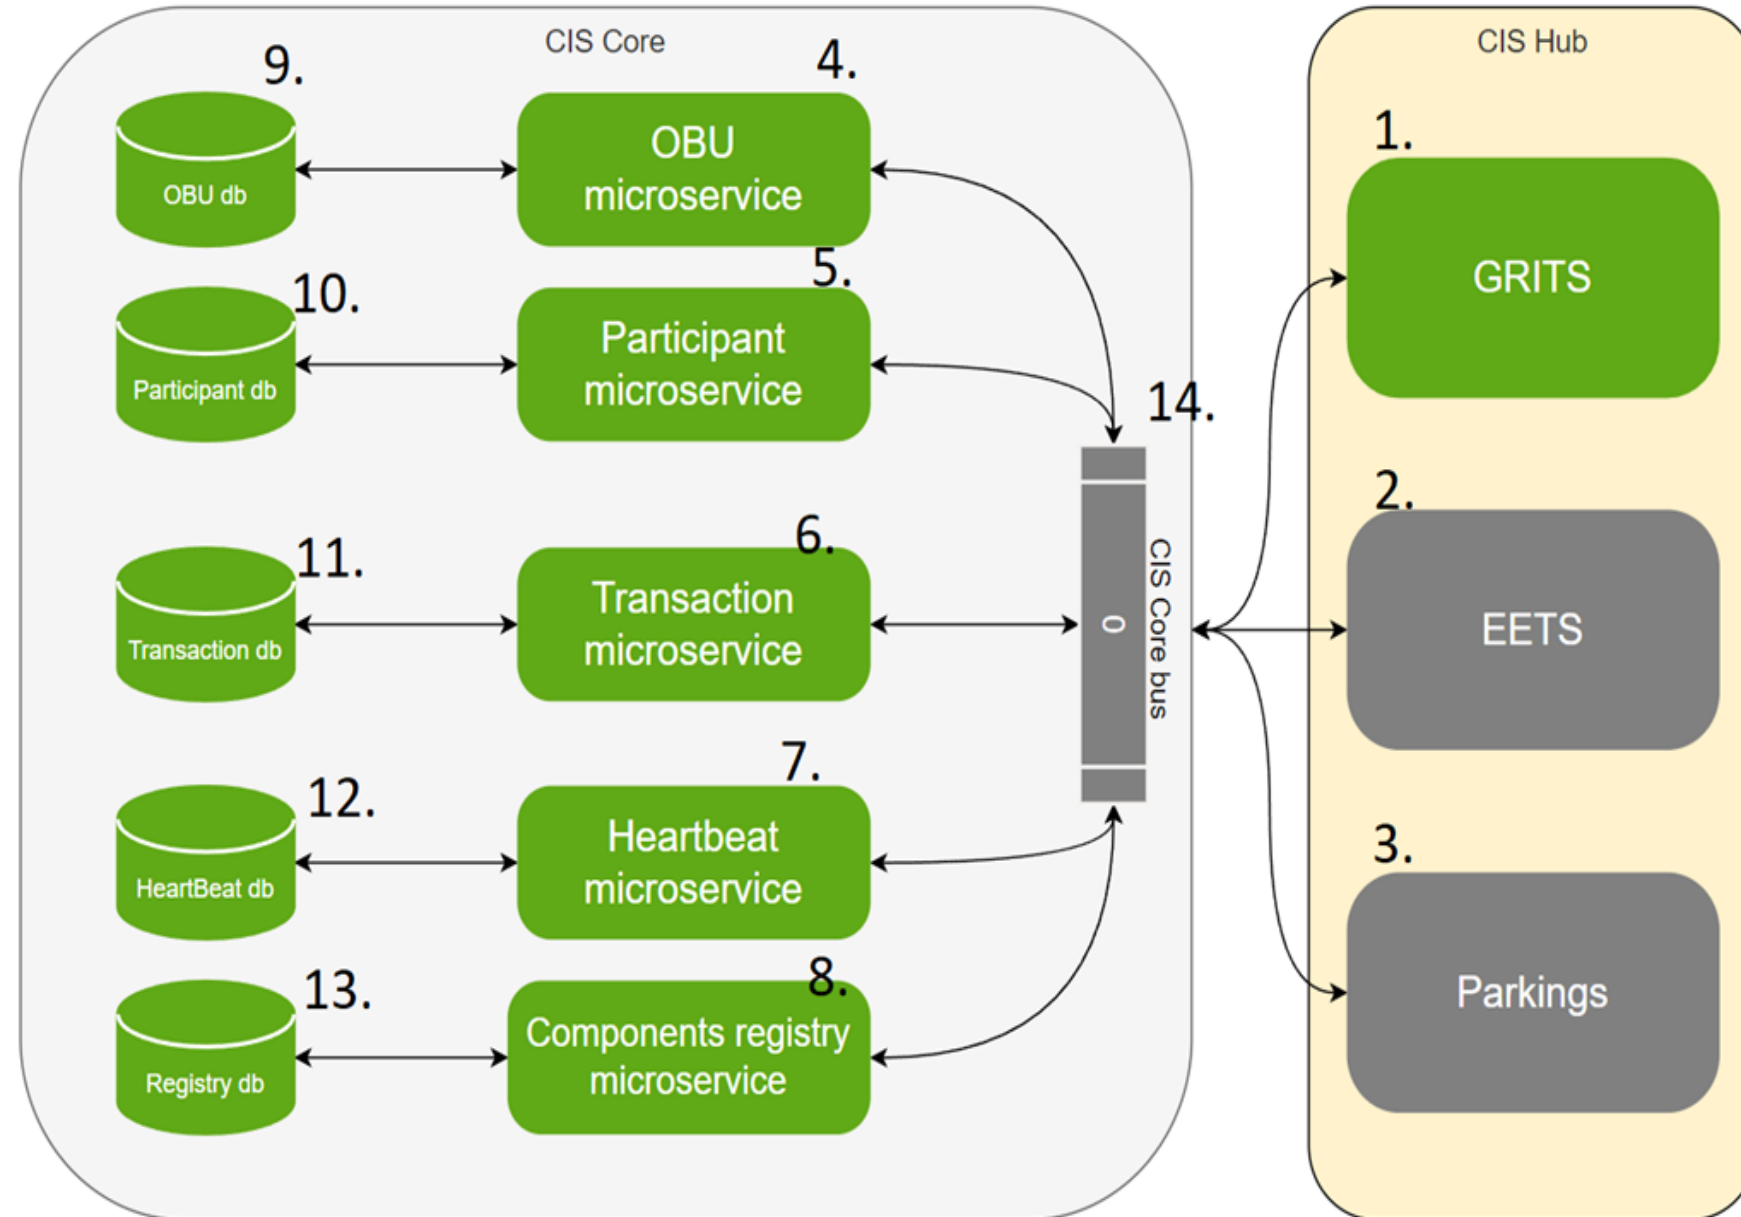 CIS Core
9.
4.
OBU
microservice
OBU db
10.
5.
Participant
microservice
Participant db
14.
11.
6.
Transaction
microservice
Transaction db
0
CIS Core bus
12.
7.
Heartbeat
microservice
HeartBeat db
13.
8.
Components registry
microservice
Registry db
CIS Hub
1.
GRITS
2.
EETS
3.
Parkings